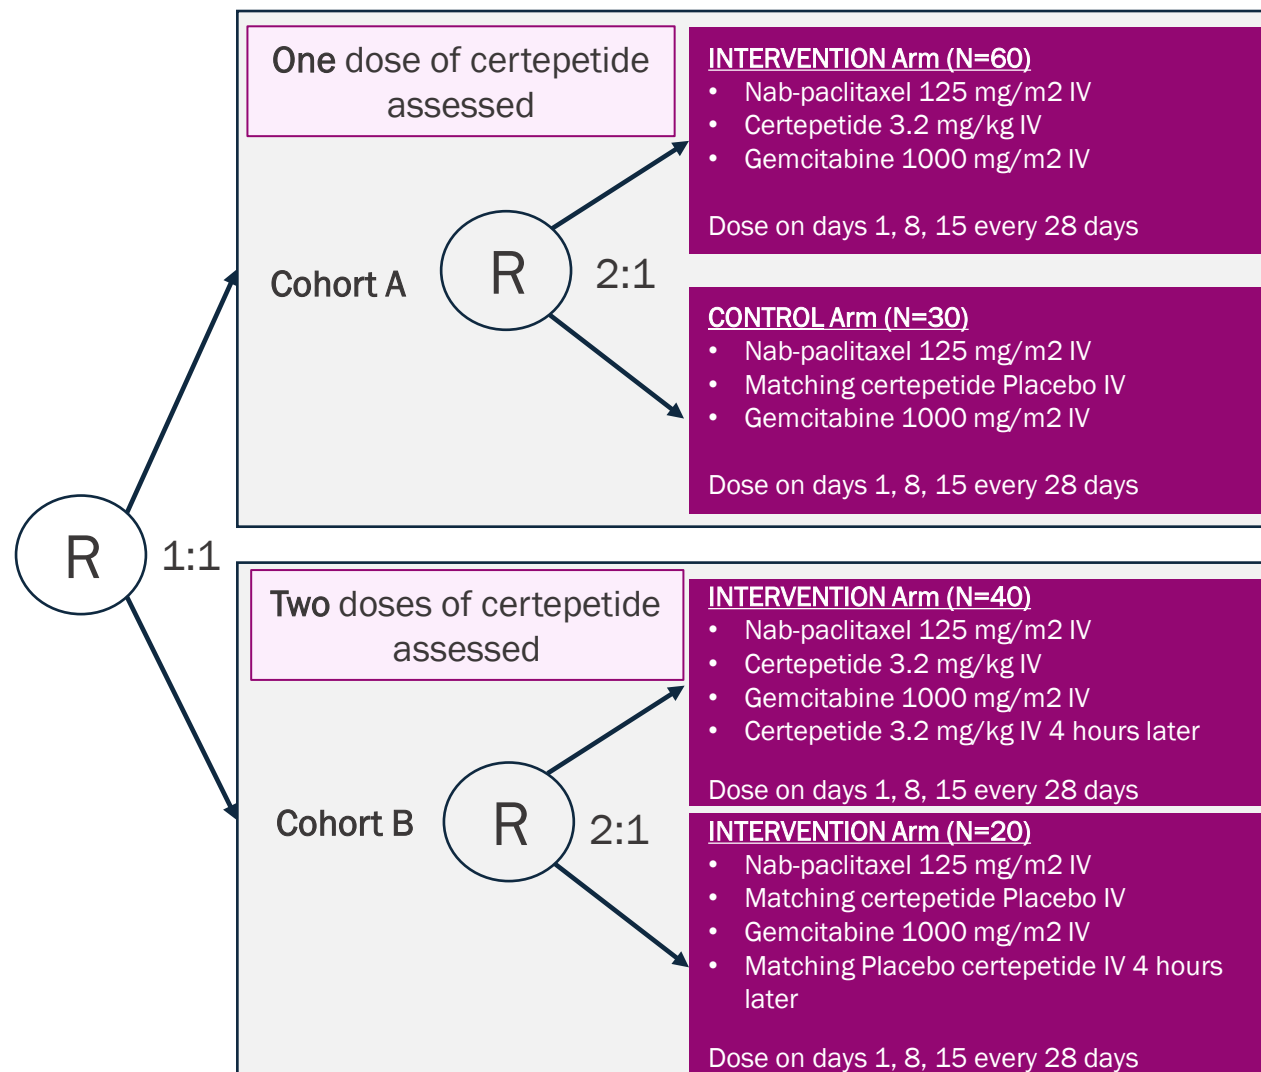 One dose of certepetide
assessed
INTERVENTION Arm (N=60)
• Nab-paclitaxel 125 mg/m2 IV
• Certepetide 3.2 mg/kg IV
• Gemcitabine 1000 mg/m2 IV
Dose on days 1, 8, 15 every 28 days
Cohort A
R
2:1
CONTROL Arm (N=30)
• Nab-paclitaxel 125 mg/m2 IV
• Matching certepetide Placebo IV
• Gemcitabine 1000 mg/m2 IV
Dose on days 1, 8, 15 every 28 days
R
1:1
Two doses of certepetide
assessed
INTERVENTION Arm (N=40)
• Nab-paclitaxel 125 mg/m2 IV
• Certepetide 3.2 mg/kg IV
• Gemcitabine 1000 mg/m2 IV
• Certepetide 3.2 mg/kg IV 4 hours later
Dose on days 1, 8, 15 every 28 days
Cohort B
R
2:1
INTERVENTION Arm (N=20)
• Nab-paclitaxel 125 mg/m2 IV
• Matching certepetide Placebo IV
• Gemcitabine 1000 mg/m2 IV
• Matching Placebo certepetide IV 4 hours
later
Dose on days 1, 8, 15 every 28 days